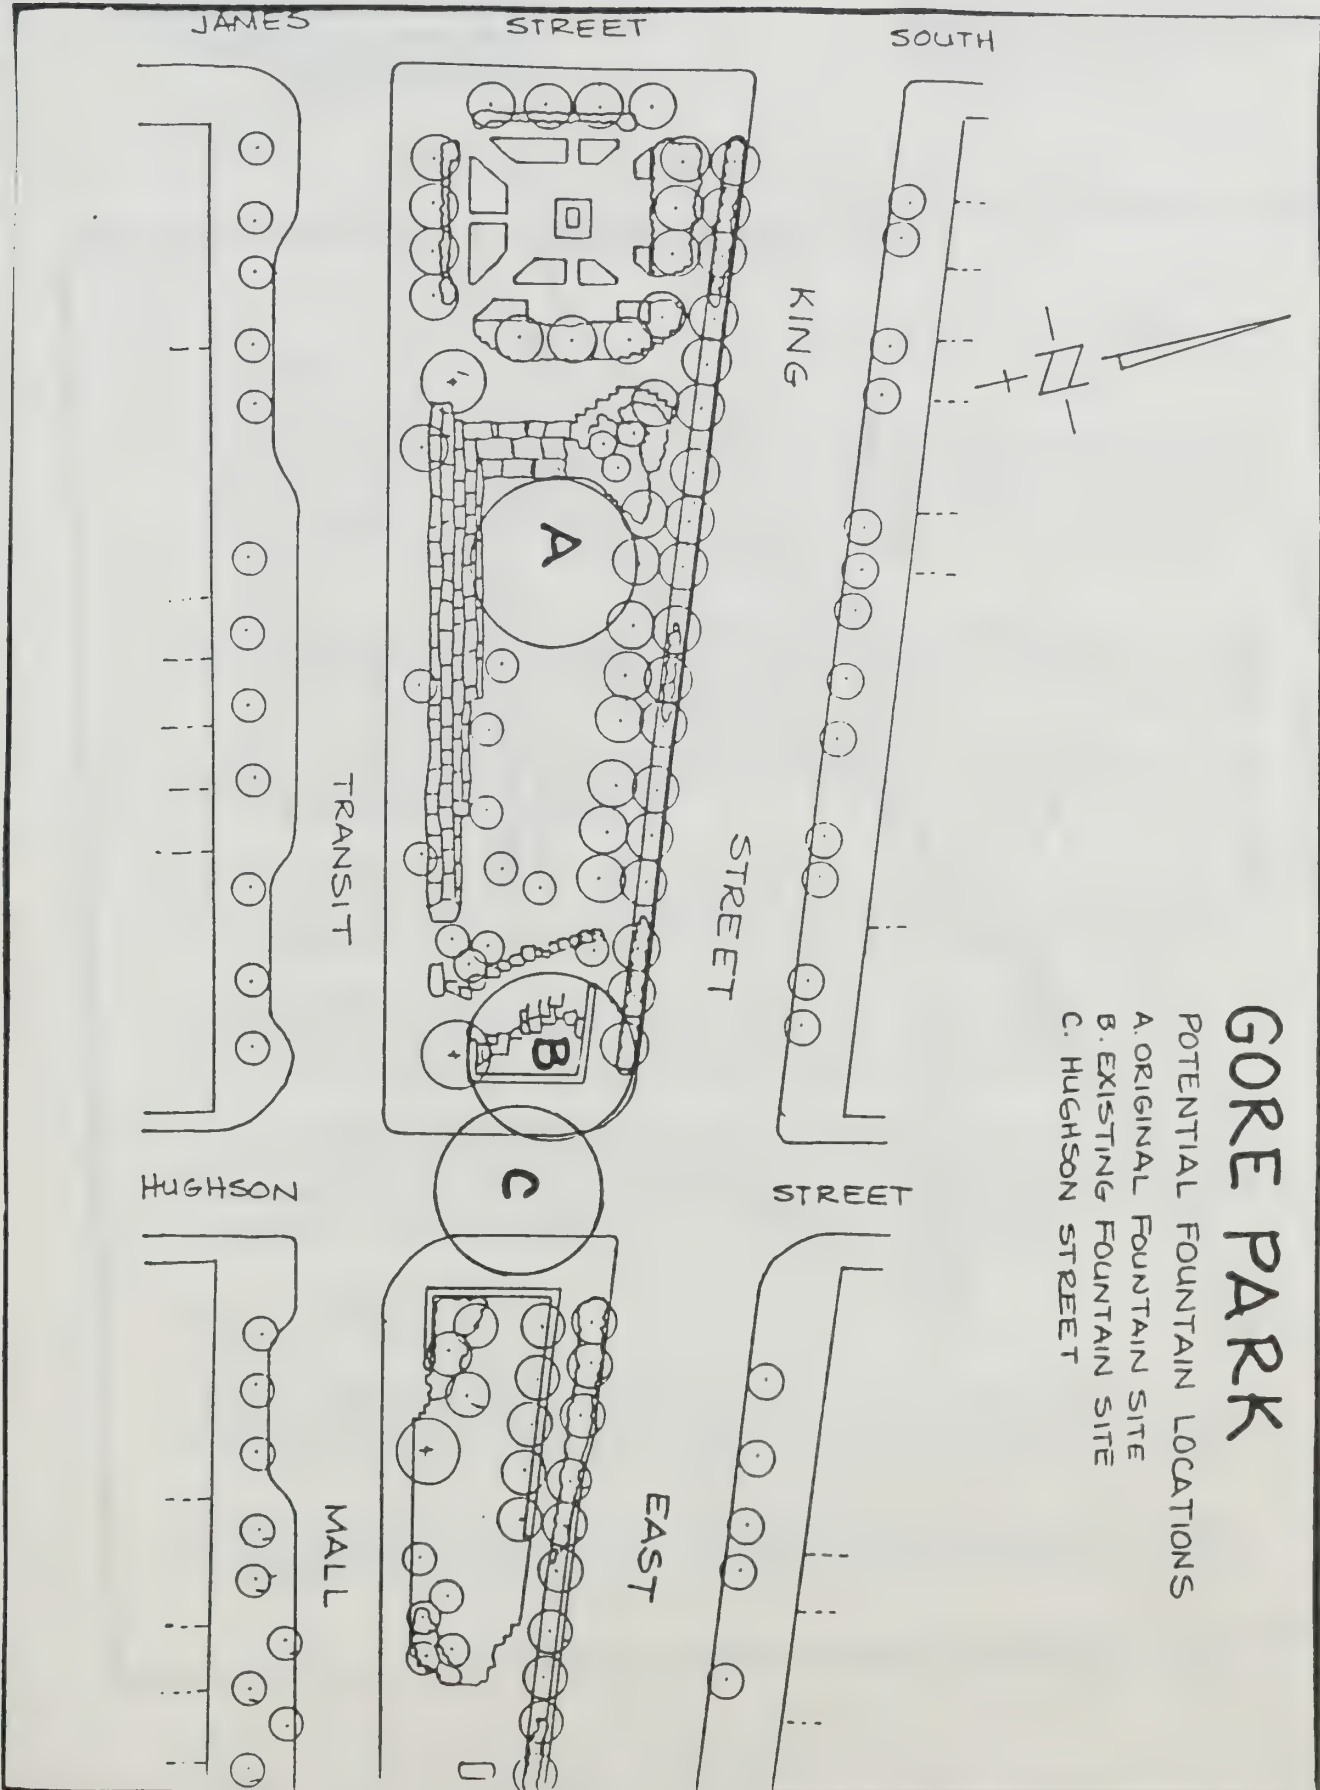 JAMES STREET SOUTH
KING STREET EAST
TRANSIT MALL
HUGHSON STREET
N
A
B
C
GORE PARK
POTENTIAL FOUNTAIN LOCATIONS
A. ORIGINAL FOUNTAIN SITE
B. EXISTING FOUNTAIN SITE
C. HUGHSON STREET